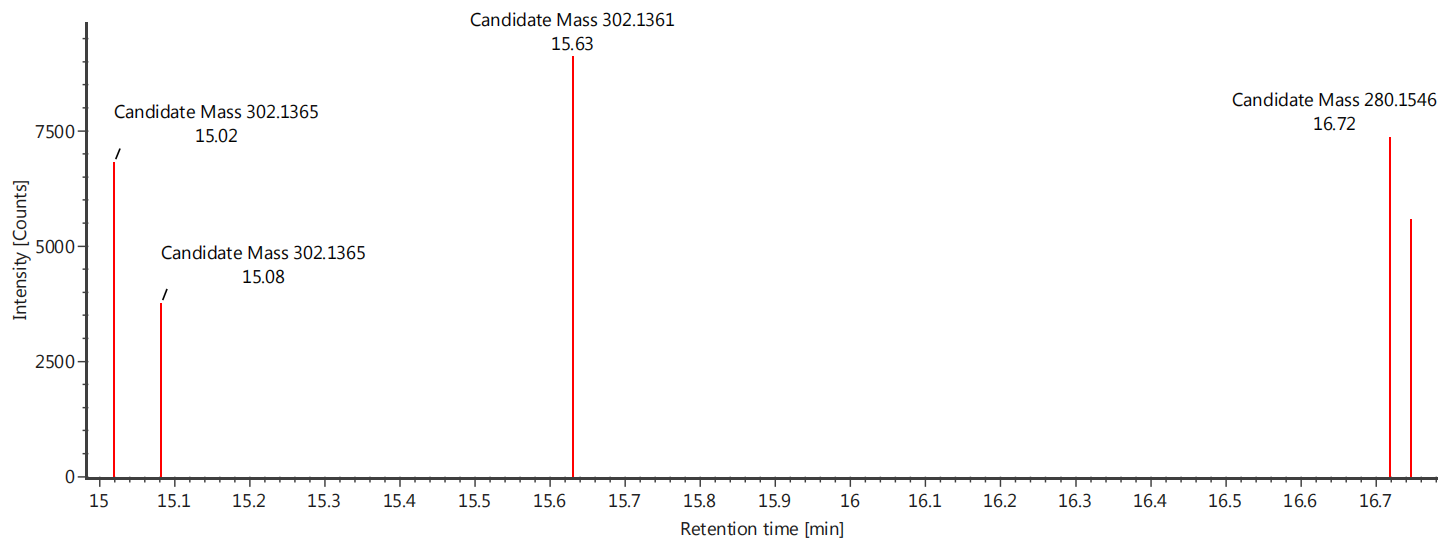 Candidate Mass 302.1361
15.63
Candidate Mass 302.1365
15.02
Candidate Mass 280.1546
16.72
7500
Candidate Mass 302.1365
15.08
5000
2500
0
Intensity [Counts]
15 15.1 15.2 15.3 15.4 15.5 15.6 15.7 15.8 15.9 16 16.1 16.2 16.3 16.4 16.5 16.6 16.7
Retention time [min]